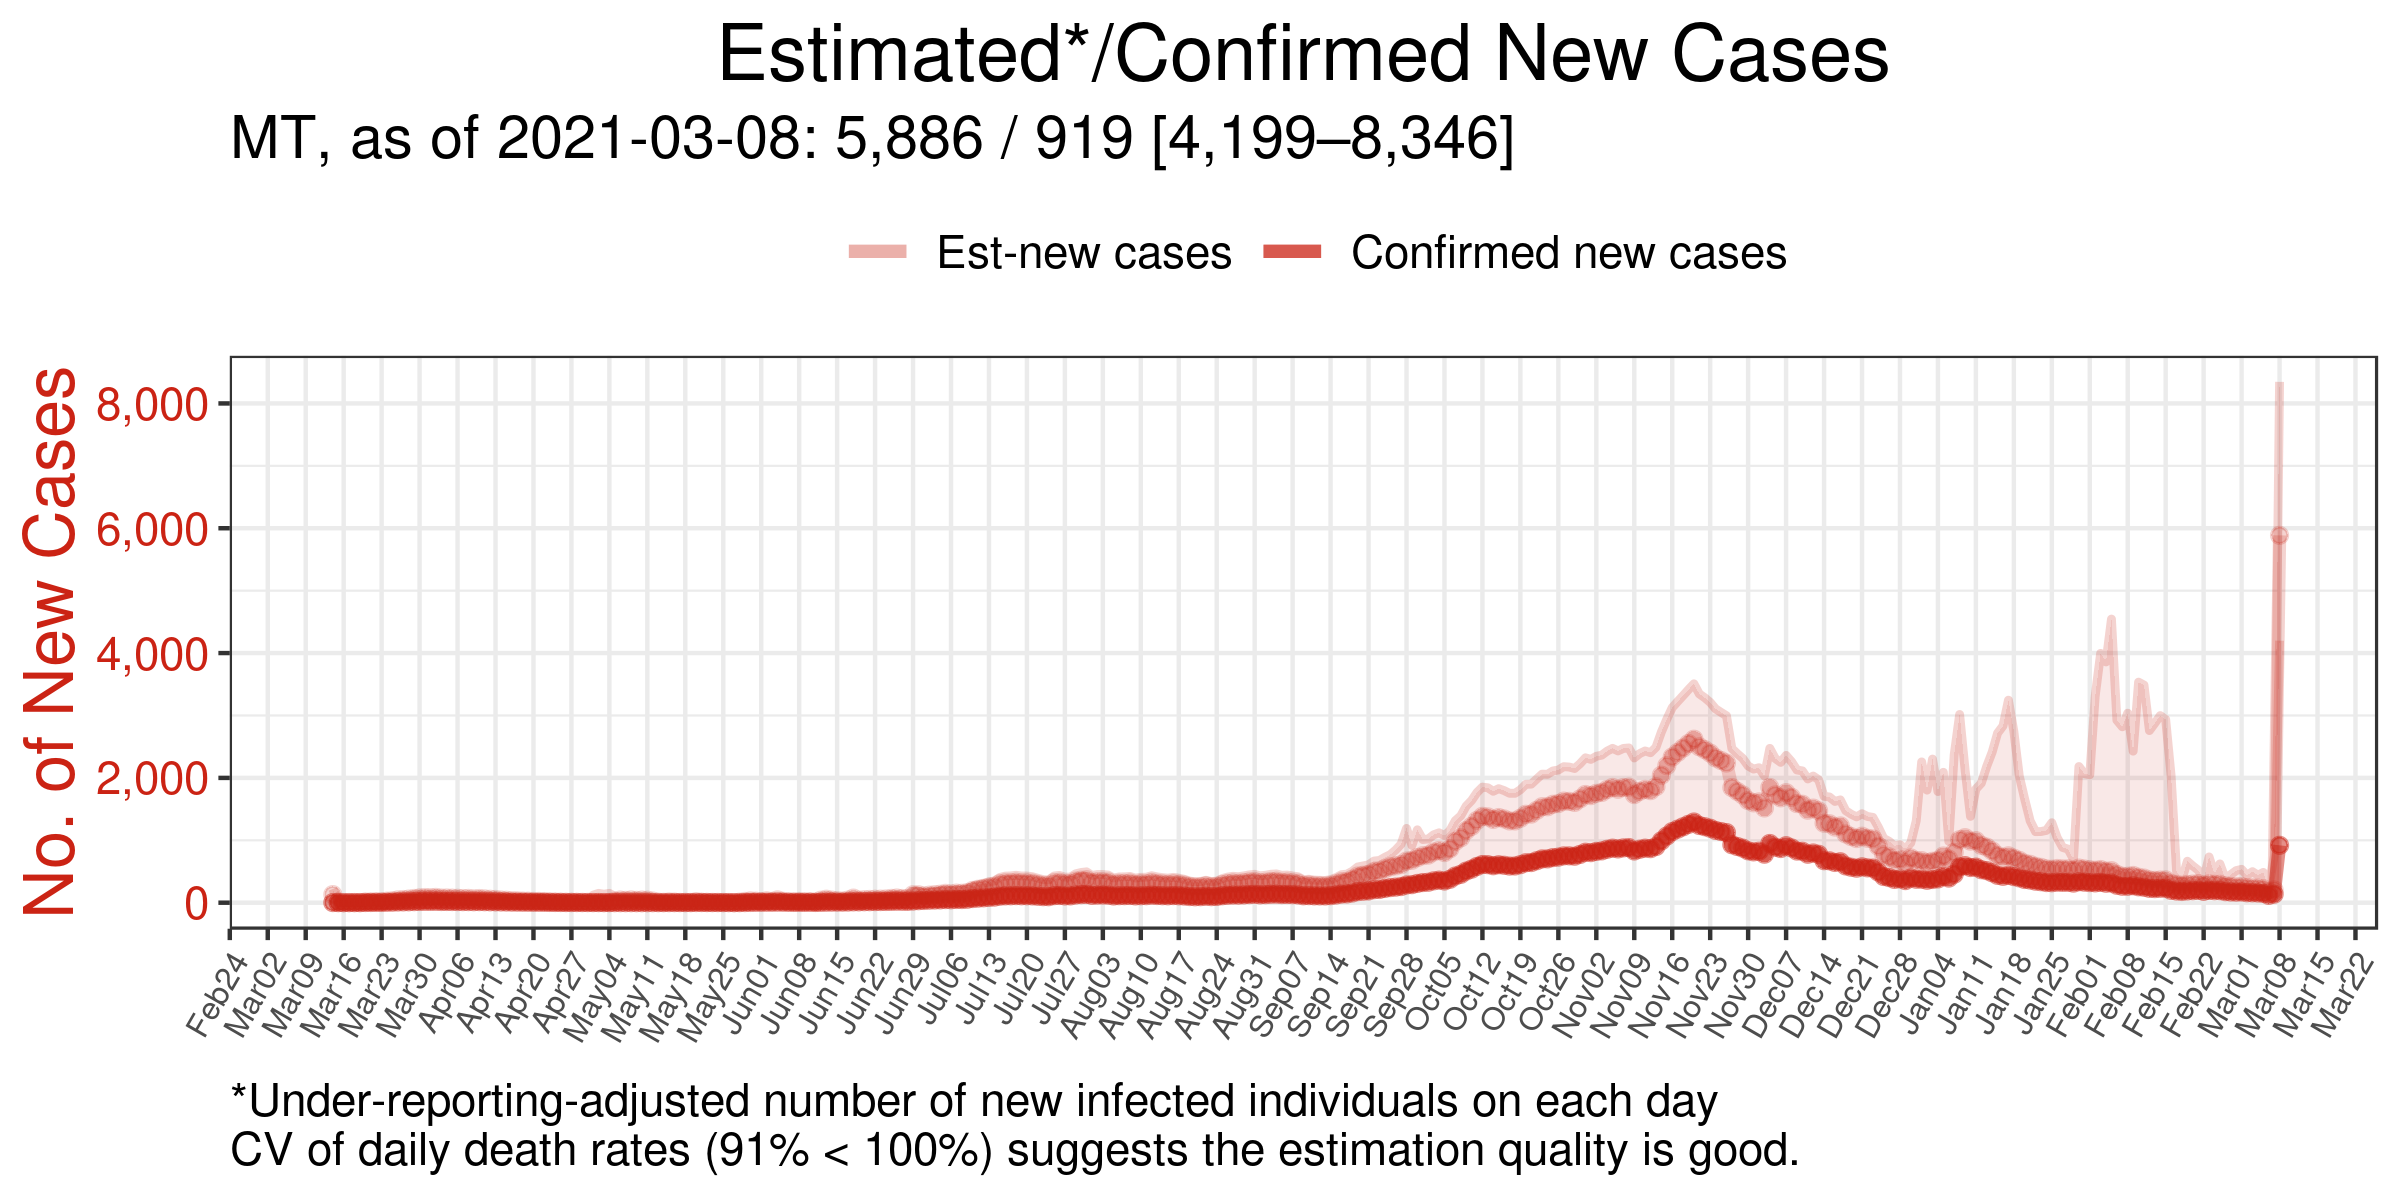 Estimated*/Confirmed New Cases
MT, as of 2021-03-08: 5,886 / 919 [4,199–8,346]
Est-new cases
Confirmed new cases
No. of New Cases
8,000
6,000
4,000
2,000
0
Feb24
Mar02
Mar09
Mar16
Mar23
Mar30
Apr06
Apr13
Apr20
Apr27
May04
May11
May18
May25
Jun01
Jun08
Jun15
Jun22
Jun29
Jul06
Jul13
Jul20
Jul27
Aug03
Aug10
Aug17
Aug24
Aug31
Sep07
Sep14
Sep21
Sep28
Oct05
Oct12
Oct19
Oct26
Nov02
Nov09
Nov16
Nov23
Nov30
Dec07
Dec14
Dec21
Dec28
Jan04
Jan11
Jan18
Jan25
Feb01
Feb08
Feb15
Feb22
Mar01
Mar08
Mar15
Mar22
*Under-reporting-adjusted number of new infected individuals on each day
CV of daily death rates (91% < 100%) suggests the estimation quality is good.